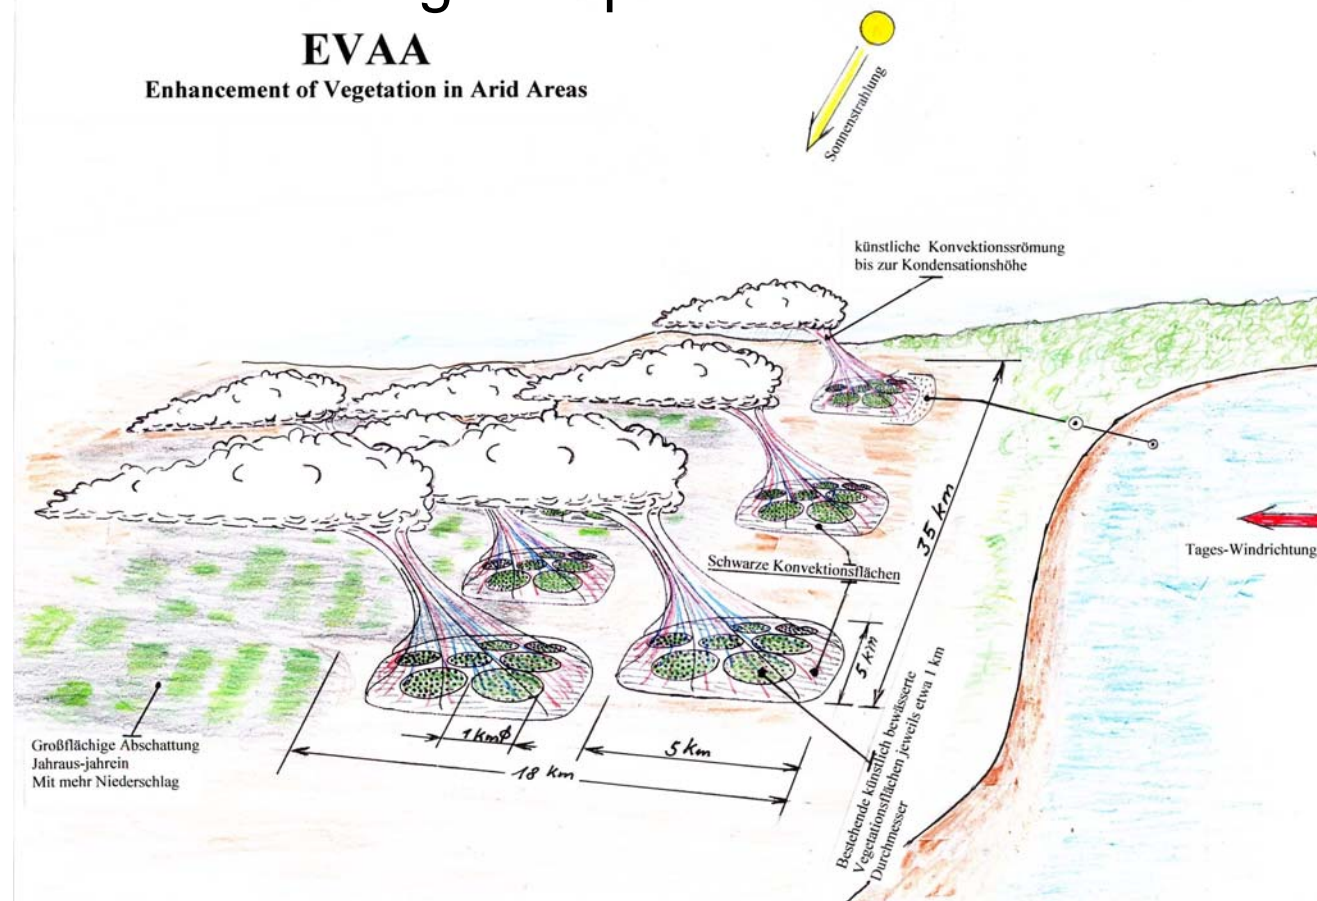 EVAA
Enhancement of Vegetation in Arid Areas
Sonnenstrahlung
künstliche Konvektionssrömung
bis zur Kondensationshöhe
35 km
Tages-Windrichtung
Schwarze Konvektionsflächen
5 km
Bestehende künstlich bewässerte
Vegetationsflächen jeweils etwa 1 km
Durchmesser
Großflächige Abschattung
Jahraus-jahrein
Mit mehr Niederschlag
1 kmϕ
5 km
18 km